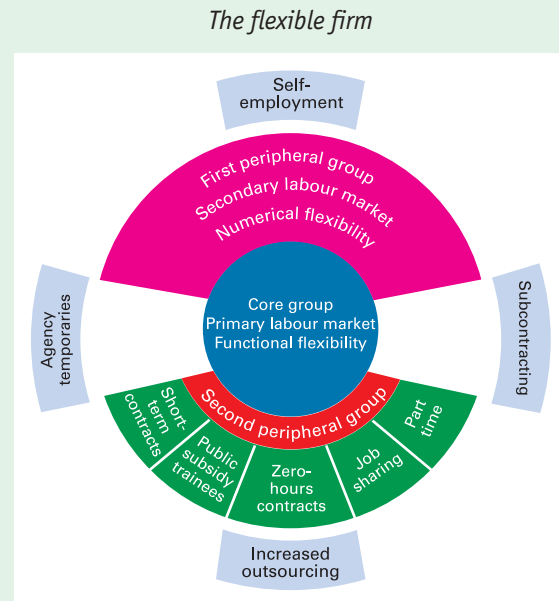 The flexible firm
Self-
employment
First peripheral group
Secondary labour market
Numerical flexibility
Agency
temporaries
Core group
Primary labour market
Functional flexibility
Subcontracting
Second peripheral group
Short-
term
contracts
Public
subsidy
trainees
Zero-
hours
contracts
Job
sharing
Part
time
Increased
outsourcing